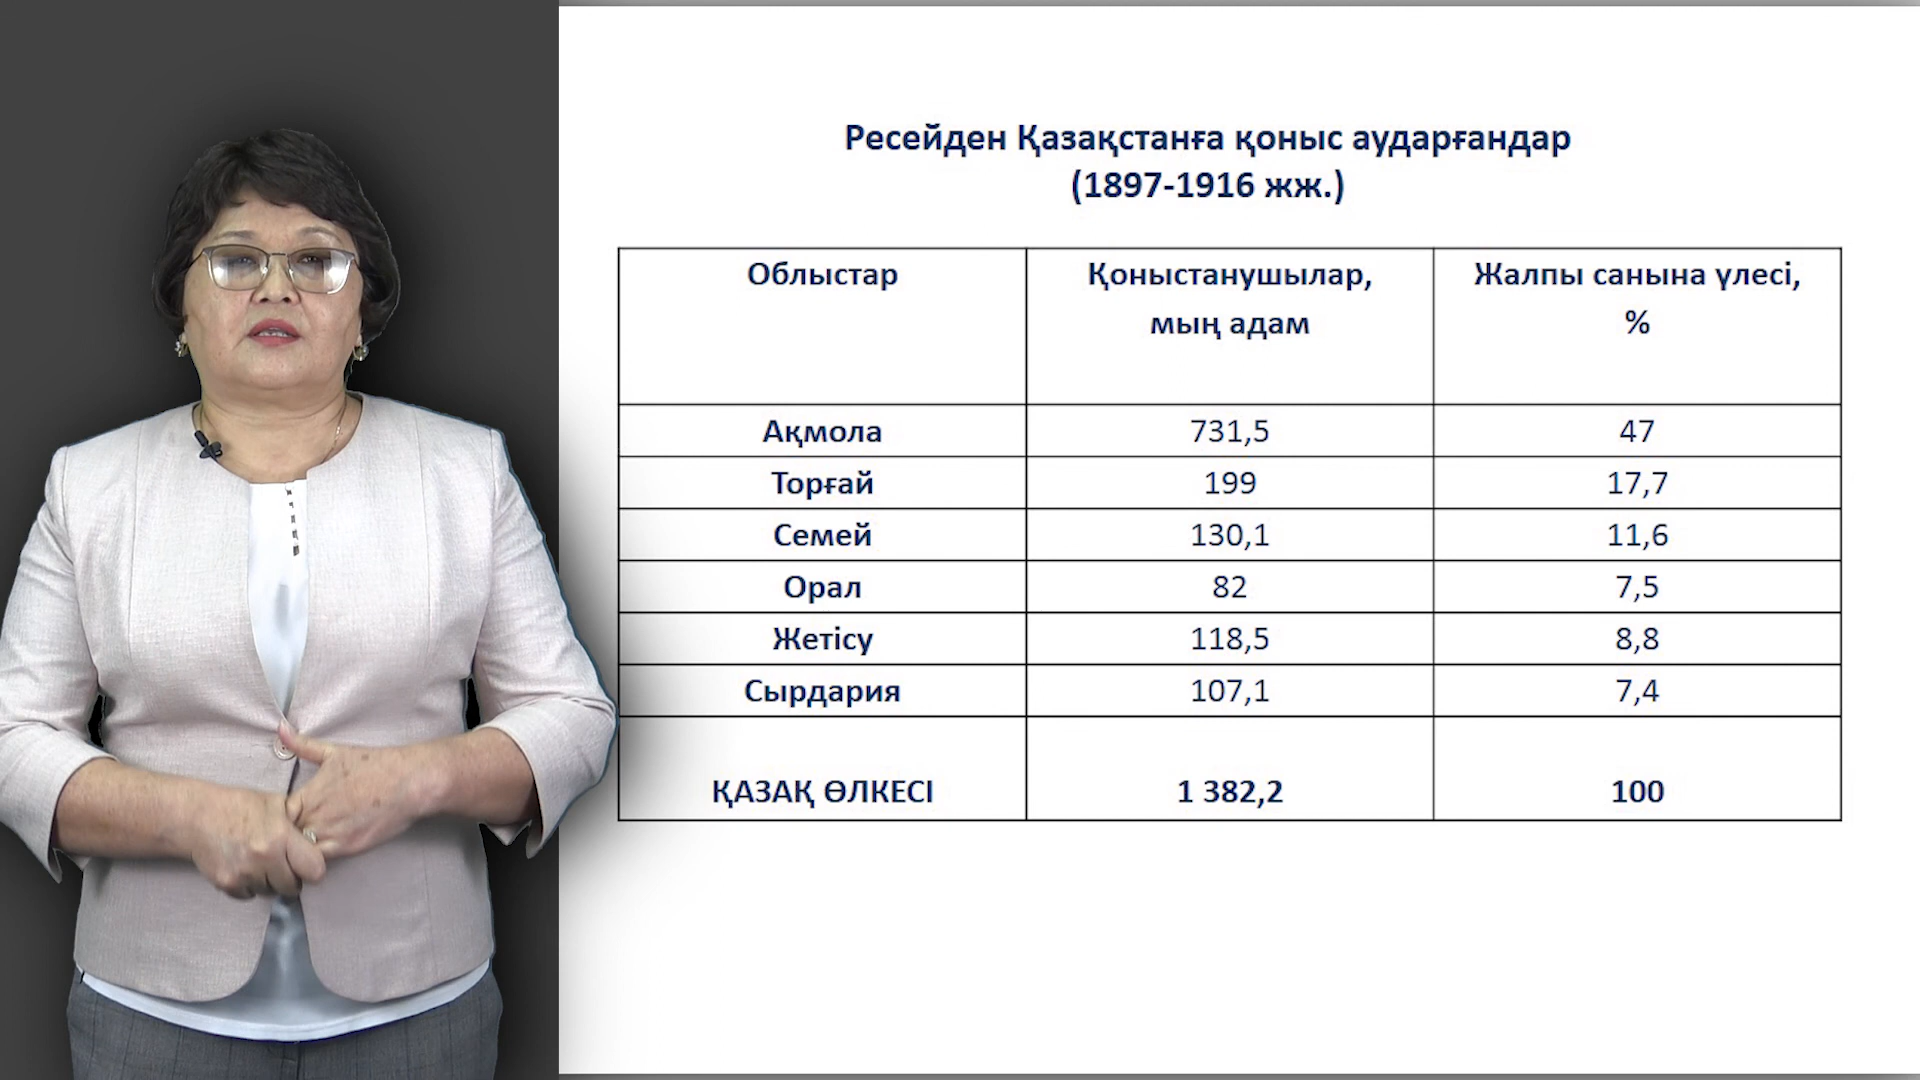 Ресейден Қазақстанға қоныс аударғандар
(1897-1916 жж.)
Облыстар
Қоныстанушылар,
мың адам
Жалпы санына үлесі,
%
Ақмола 731,5 47
Торғай 199 17,7
Семей 130,1 11,6
Орал 82 7,5
Жетісу 118,5 8,8
Сырдария 107,1 7,4
ҚАЗАҚ ӨЛКЕСІ 1 382,2 100